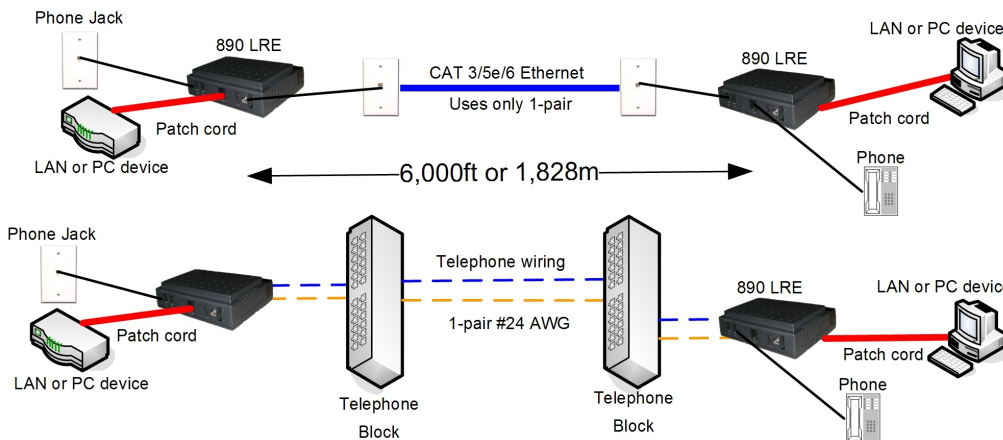 Phone Jack
890 LRE
CAT 3/5e/6 Ethernet
Uses only 1-pair
890 LRE
LAN or PC device
Patch cord
Patch cord
LAN or PC device
Phone
6,000ft or 1,828m
Phone Jack
Telephone wiring
1-pair #24 AWG
890 LRE
LAN or PC device
Patch cord
Patch cord
LAN or PC device
Phone
Telephone
Block
Telephone
Block